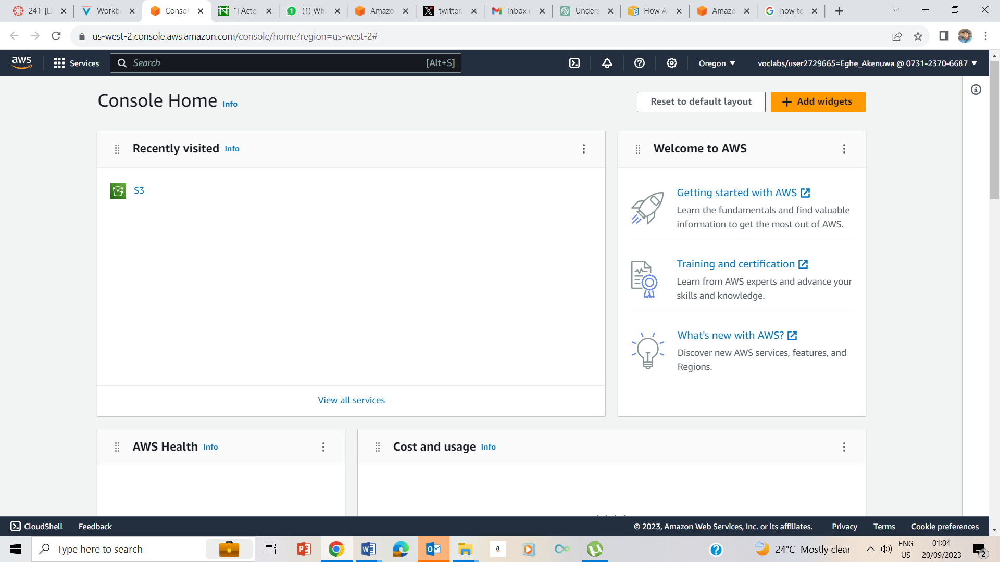 241-[LX
Workbe
Consol
"I Acted
(1) Wha
Amazo
twitter.
Inbox (
Unders
How A
Amazo
how to
us-west-2.console.aws.amazon.com/console/home?region=us-west-2#
aws
Services
Search
[Alt+S]
Oregon
voclabs/user2729665=Eghe_Akenuwa @ 0731-2370-6687
Console Home Info
Reset to default layout
Add widgets
Recently visited Info
S3
View all services
Welcome to AWS
Getting started with AWS
Learn the fundamentals and find valuable
information to get the most out of AWS.
Training and certification
Learn from AWS experts and advance your
skills and knowledge.
What's new with AWS?
Discover new AWS services, features, and
Regions.
AWS Health Info
Cost and usage Info
CloudShell
Feedback
© 2023, Amazon Web Services, Inc. or its affiliates.
Privacy
Terms
Cookie preferences
Type here to search
24°C Mostly clear
ENG
US
01:04
20/09/2023
2